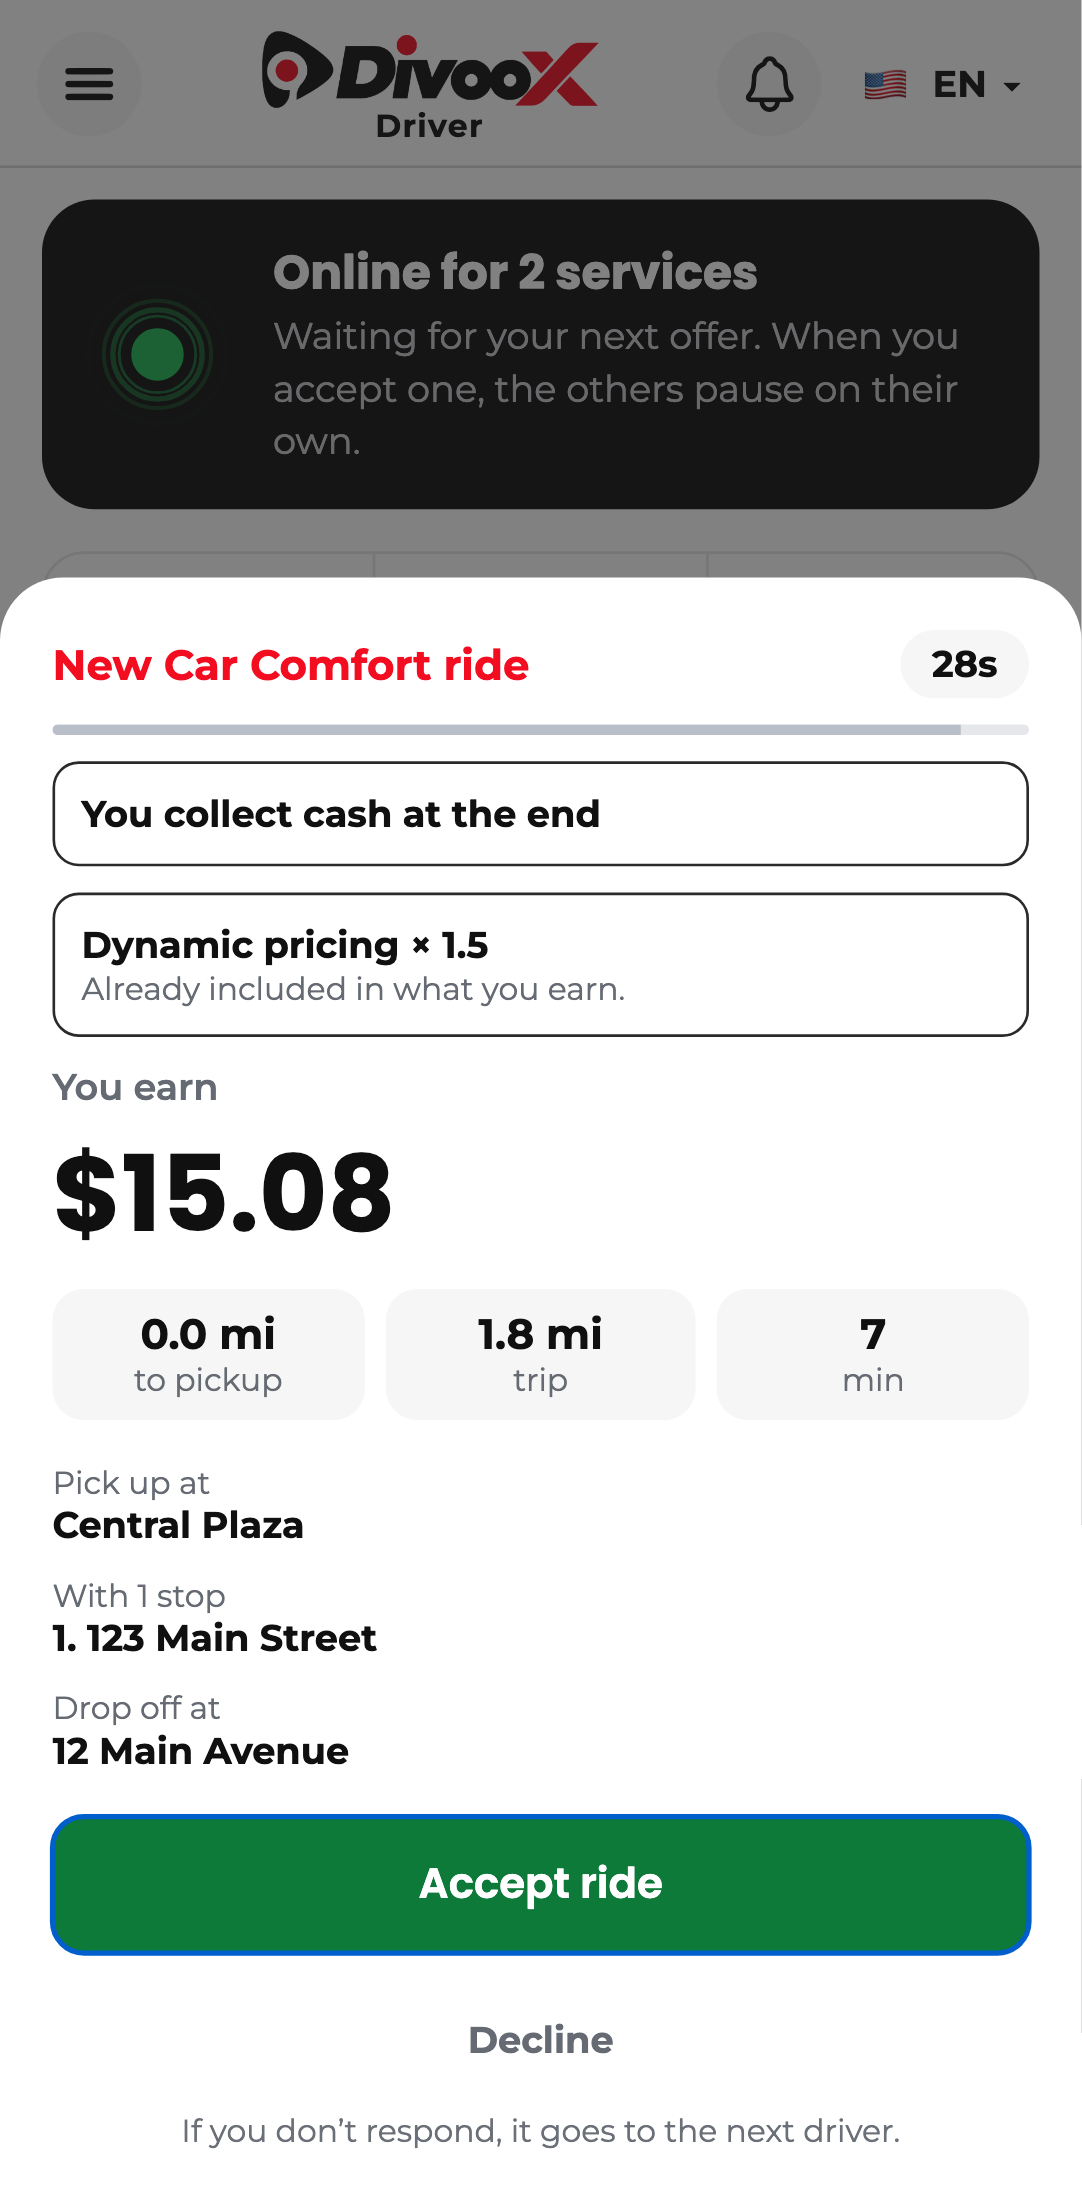 DivooX
Driver
EN
Online for 2 services
Waiting for your next offer. When you
accept one, the others pause on their
own.
New Car Comfort ride
28s
You collect cash at the end
Dynamic pricing × 1.5
Already included in what you earn.
You earn
$15.08
0.0 mi
to pickup
1.8 mi
trip
7
min
Pick up at
Central Plaza
With 1 stop
1. 123 Main Street
Drop off at
12 Main Avenue
Accept ride
Decline
If you don’t respond, it goes to the next driver.